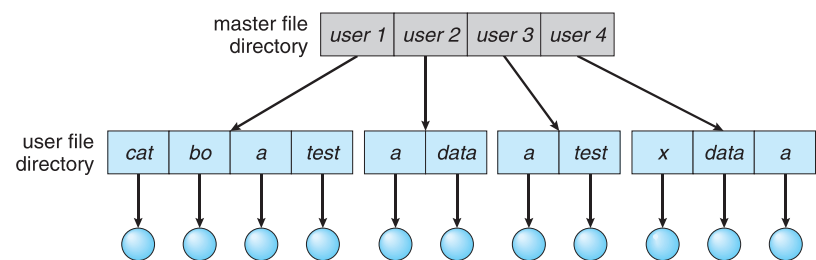 master file
directory
user 1 user 2 user 3 user 4
user file
directory
cat bo a test a data a test x data a